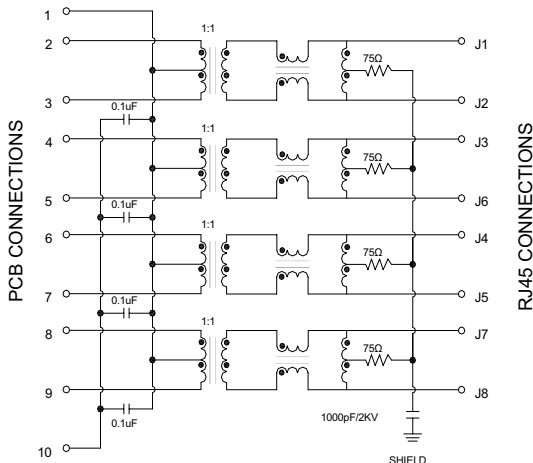 1
1:1
2
J1
75Ω
3
J2
0.1uF
1:1
4
J3
75Ω
5
J6
0.1uF
1:1
6
J4
75Ω
7
J5
0.1uF
1:1
8
J7
75Ω
9
J8
0.1uF
1000pF/2KV
10
SHIELD
PCB CONNECTIONS
RJ45 CONNECTIONS